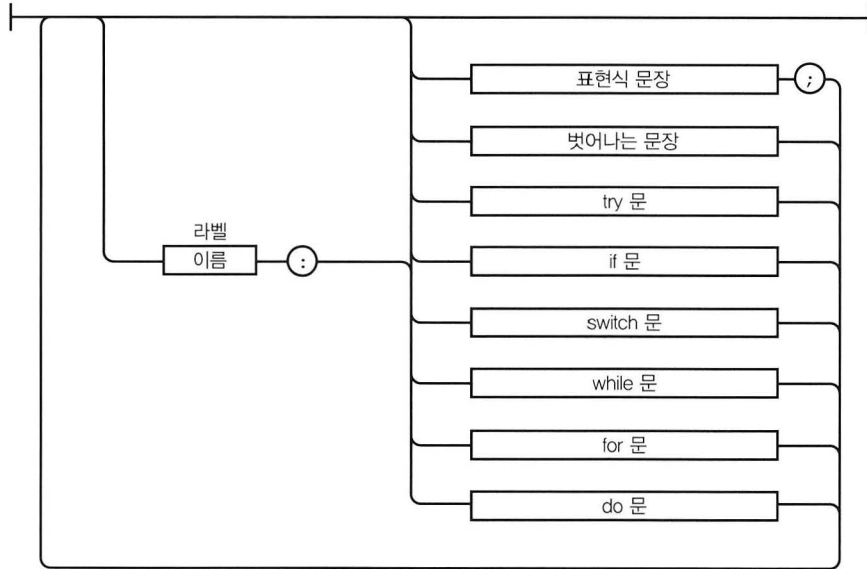 표현식 문장 ;
벗어나는 문장
try 문
라벨
이름 :
if 문
switch 문
while 문
for 문
do 문